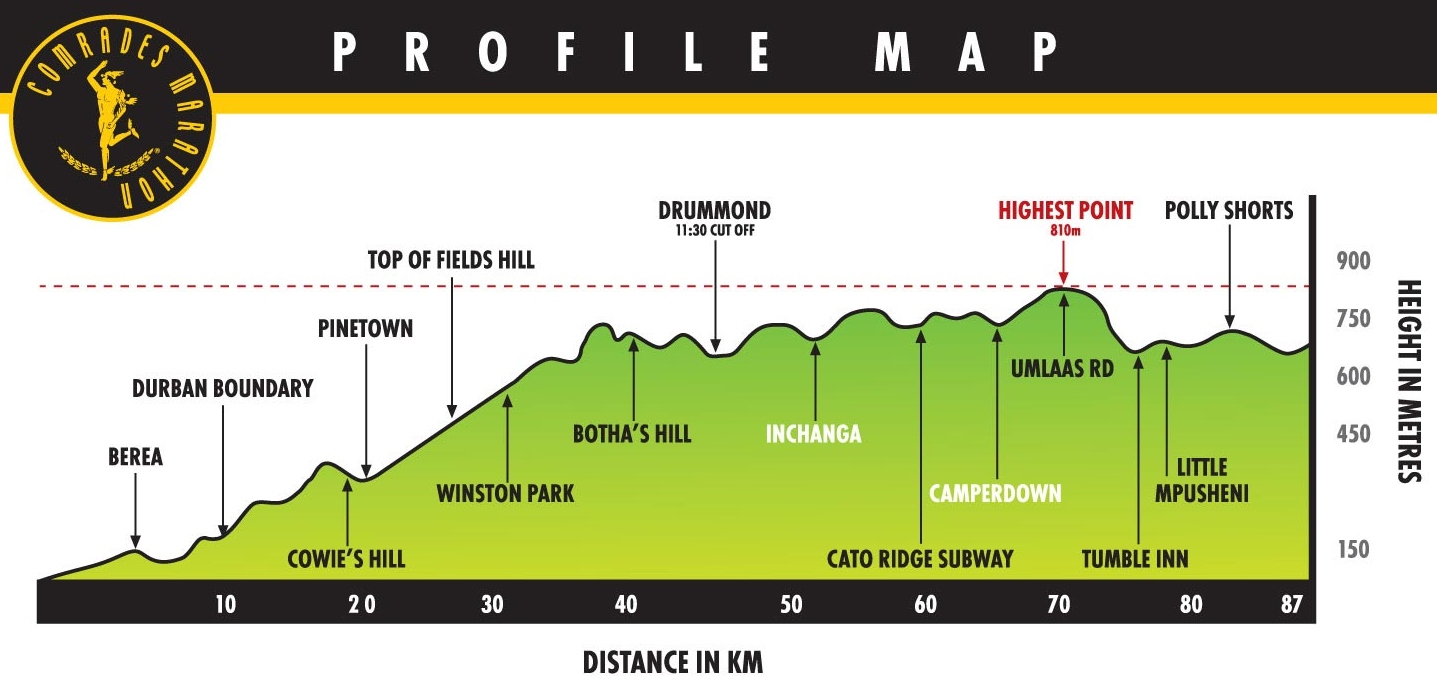 COMRADES MARATHON
PROFILE MAP
DRUMMOND
11:30 CUT OFF
HIGHEST POINT
810m
POLLY SHORTS
TOP OF FIELDS HILL
900
PINETOWN
750
DURBAN BOUNDARY
UMLAAS RD
600
BEREA
BOTHA'S HILL
INCHANGA
450
WINSTON PARK
CAMPERDOWN
LITTLE
MPUSHENI
COWIE'S HILL
CATO RIDGE SUBWAY
TUMBLE INN
150
HEIGHT IN METRES
10 20 30 40 50 60 70 80 87
DISTANCE IN KM